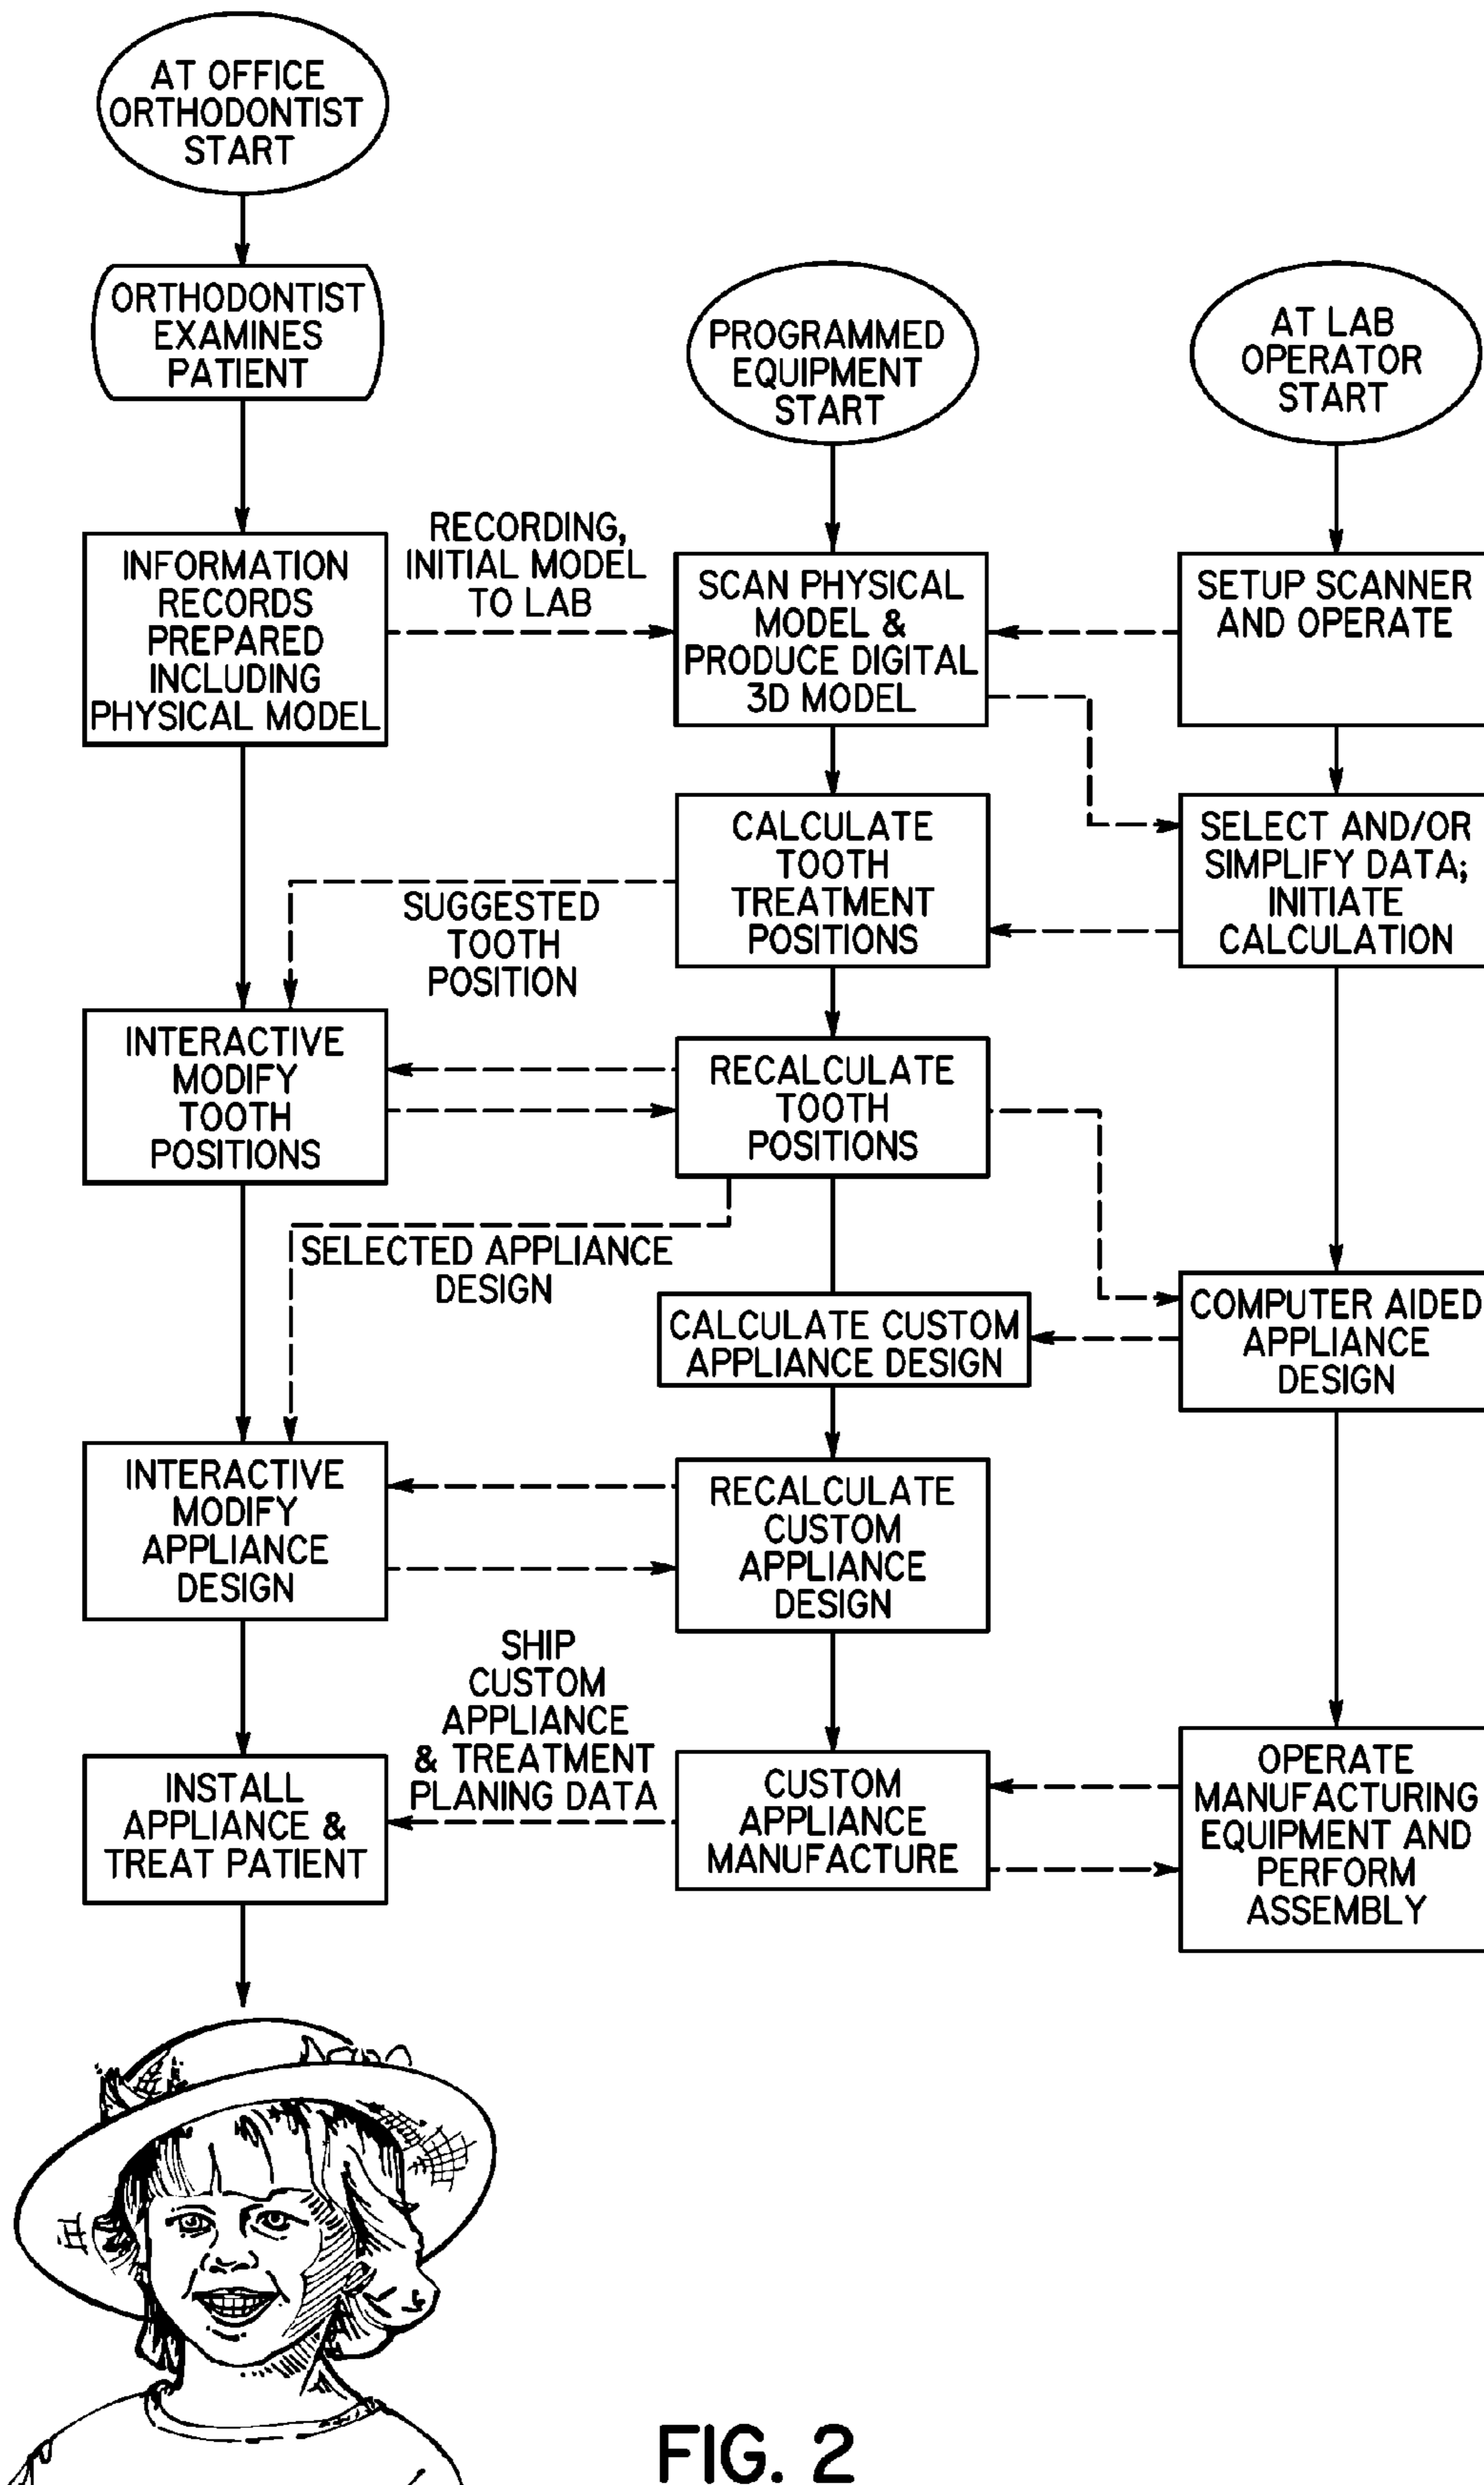 AT OFFICE
ORTHODONTIST
START
ORTHODONTIST
EXAMINES
PATIENT
PROGRAMMED
EQUIPMENT
START
AT LAB
OPERATOR
START
INFORMATION
RECORDS
PREPARED
INCLUDING
PHYSICAL MODEL
RECORDING,
INITIAL MODEL
TO LAB
SCAN PHYSICAL
MODEL &
PRODUCE DIGITAL
3D MODEL
SETUP SCANNER
AND OPERATE
CALCULATE
TOOTH
TREATMENT
POSITIONS
SELECT AND/OR
SIMPLIFY DATA;
INITIATE
CALCULATION
SUGGESTED
TOOTH
POSITION
INTERACTIVE
MODIFY
TOOTH
POSITIONS
RECALCULATE
TOOTH
POSITIONS
SELECTED APPLIANCE
DESIGN
CALCULATE CUSTOM
APPLIANCE DESIGN
COMPUTER AIDED
APPLIANCE
DESIGN
INTERACTIVE
MODIFY
APPLIANCE
DESIGN
RECALCULATE
CUSTOM
APPLIANCE
DESIGN
SHIP
CUSTOM
APPLIANCE
& TREATMENT
PLANING DATA
INSTALL
APPLIANCE &
TREAT PATIENT
CUSTOM
APPLIANCE
MANUFACTURE
OPERATE
MANUFACTURING
EQUIPMENT AND
PERFORM
ASSEMBLY
FIG. 2